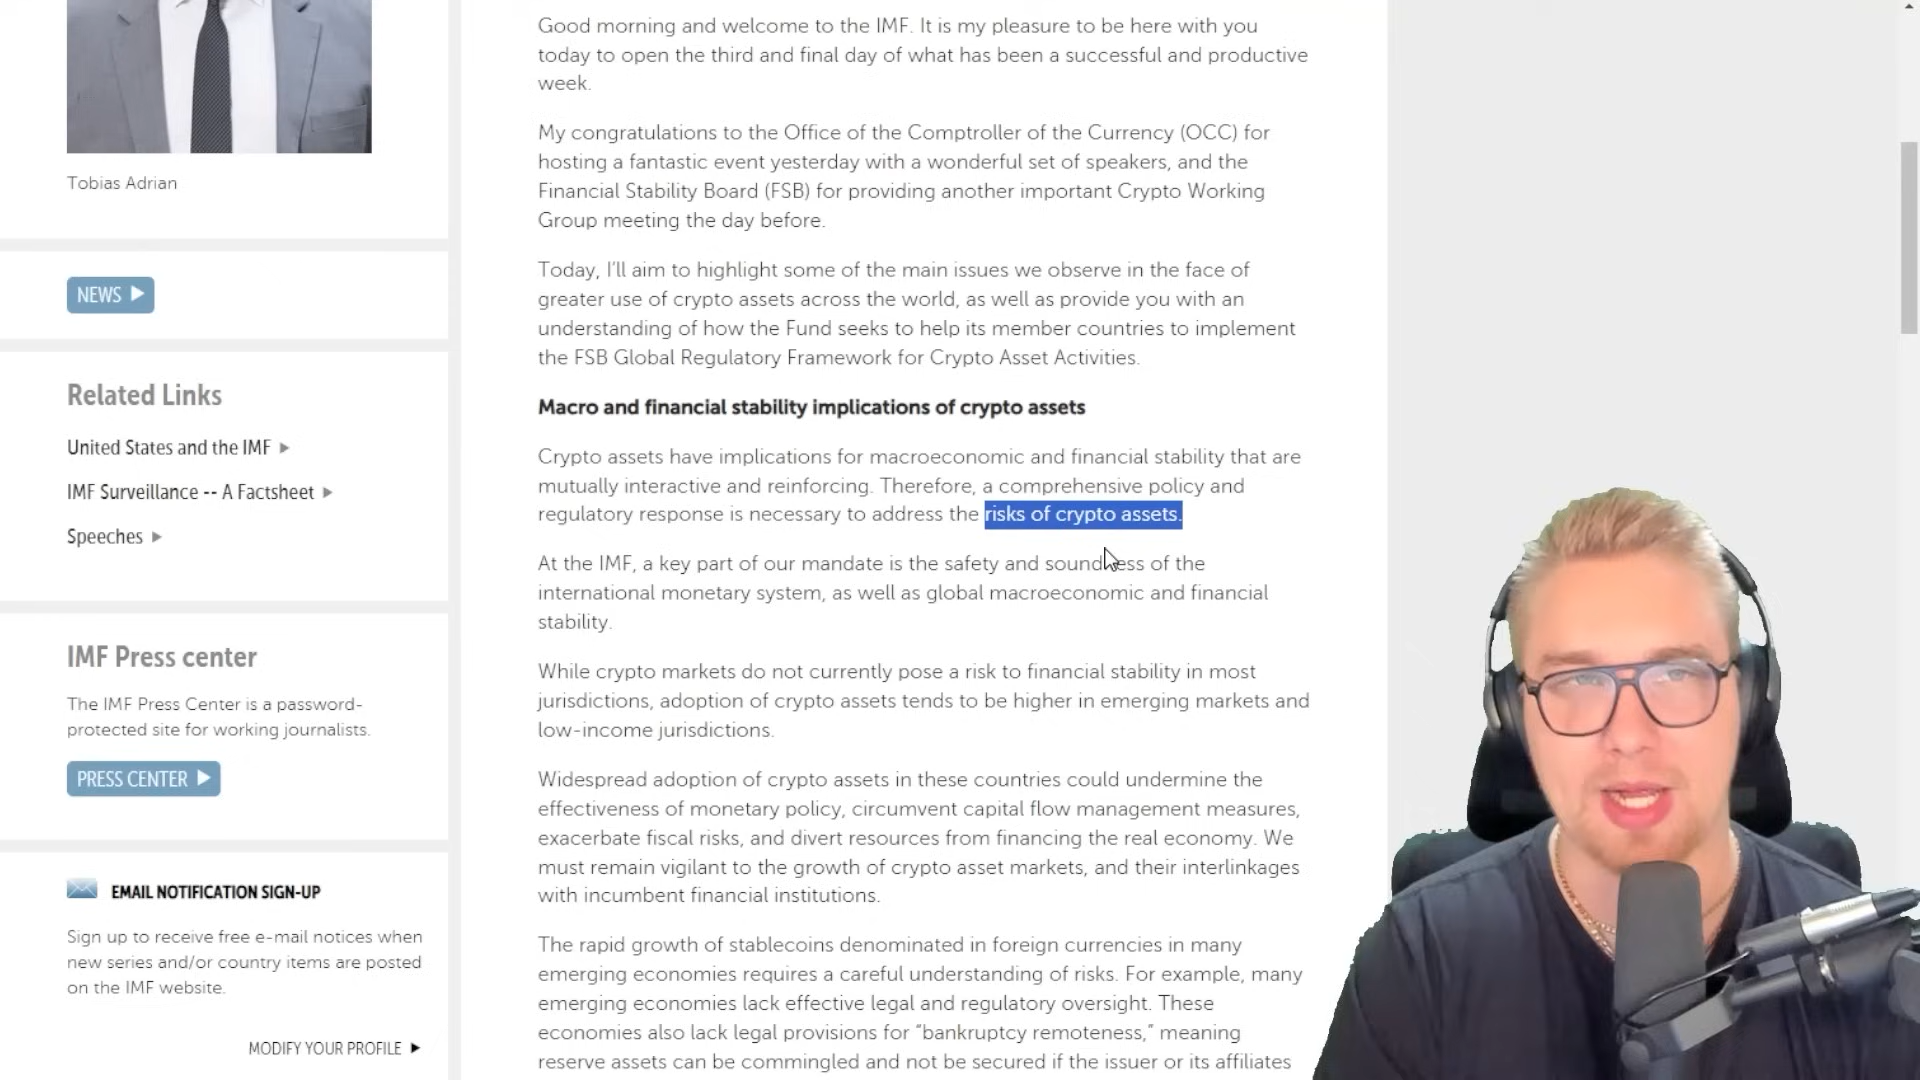 Tobias Adrian
NEWS
Related Links
United States and the IMF
IMF Surveillance -- A Factsheet
Speeches
IMF Press center
The IMF Press Center is a password-
protected site for working journalists.
PRESS CENTER
EMAIL NOTIFICATION SIGN-UP
Sign up to receive free e-mail notices when
new series and/or country items are posted
on the IMF website.
MODIFY YOUR PROFILE
Good morning and welcome to the IMF. It is my pleasure to be here with you
today to open the third and final day of what has been a successful and productive
week.
My congratulations to the Office of the Comptroller of the Currency (OCC) for
hosting a fantastic event yesterday with a wonderful set of speakers, and the
Financial Stability Board (FSB) for providing another important Crypto Working
Group meeting the day before.
Today, I’ll aim to highlight some of the main issues we observe in the face of
greater use of crypto assets across the world, as well as provide you with an
understanding of how the Fund seeks to help its member countries to implement
the FSB Global Regulatory Framework for Crypto Asset Activities.
Macro and financial stability implications of crypto assets
Crypto assets have implications for macroeconomic and financial stability that are
mutually interactive and reinforcing. Therefore, a comprehensive policy and
regulatory response is necessary to address the risks of crypto assets.
At the IMF, a key part of our mandate is the safety and soundness of the
international monetary system, as well as global macroeconomic and financial
stability.
While crypto markets do not currently pose a risk to financial stability in most
jurisdictions, adoption of crypto assets tends to be higher in emerging markets and
low-income jurisdictions.
Widespread adoption of crypto assets in these countries could undermine the
effectiveness of monetary policy, circumvent capital flow management measures,
exacerbate fiscal risks, and divert resources from financing the real economy. We
must remain vigilant to the growth of crypto asset markets, and their interlinkages
with incumbent financial institutions.
The rapid growth of stablecoins denominated in foreign currencies in many
emerging economies requires a careful understanding of risks. For example, many
emerging economies lack effective legal and regulatory oversight. These
economies also lack legal provisions for “bankruptcy remoteness,” meaning
reserve assets can be commingled and not be secured if the issuer or its affiliates